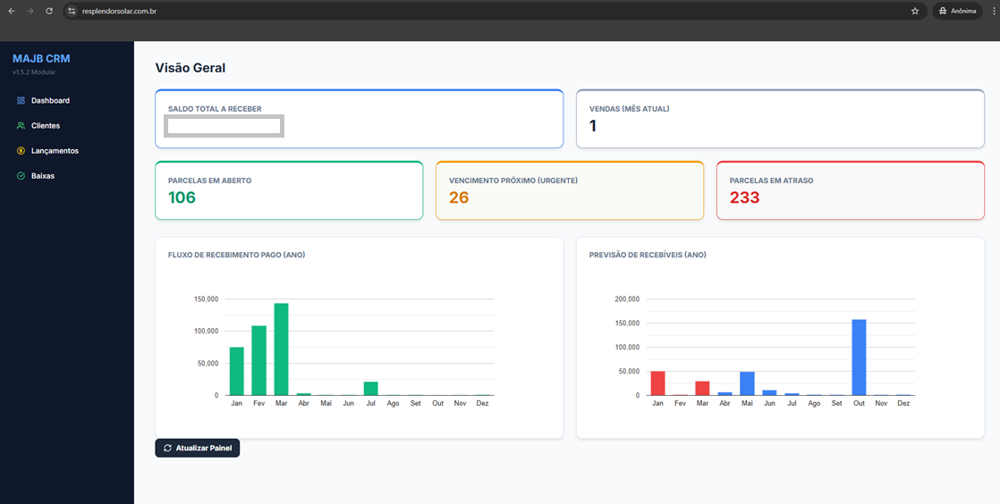 resplendorsolar.com.br
Anônima
MAJB CRM
v1.5.2 Modular
Dashboard
Clientes
Lançamentos
Baixas
Visão Geral
SALDO TOTAL A RECEBER
VENDAS (MÊS ATUAL)
1
PARCELAS EM ABERTO
106
VENCIMENTO PRÓXIMO (URGENTE)
26
PARCELAS EM ATRASO
233
FLUXO DE RECEBIMENTO PAGO (ANO)
150,000
100,000
50,000
0
Jan Fev Mar Abr Mai Jun Jul Ago Set Out Nov Dez
PREVISÃO DE RECEBÍVEIS (ANO)
200,000
150,000
100,000
50,000
0
Jan Fev Mar Abr Mai Jun Jul Ago Set Out Nov Dez
Atualizar Painel